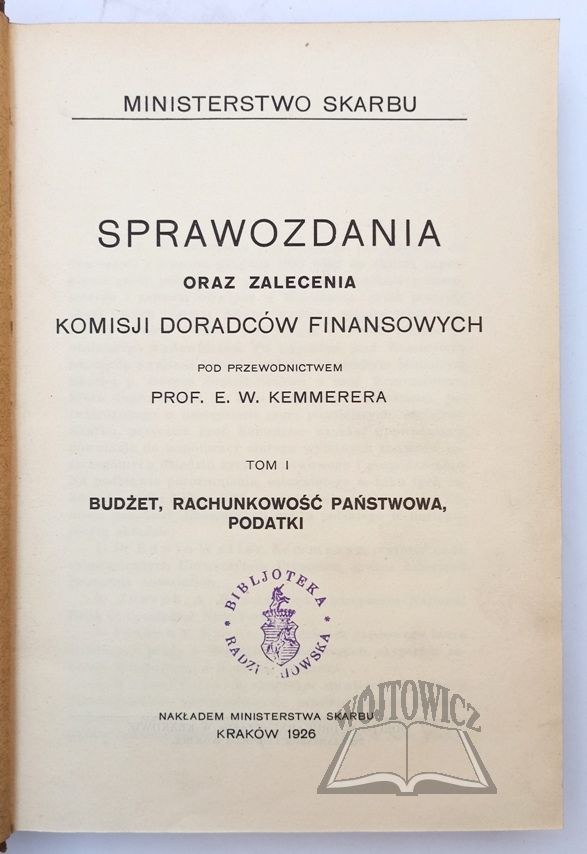 MINISTERSTWO SKARBU
SPRAWOZDANIA
ORAZ ZALECENIA
KOMISJI DORADCÓW FINANSOWYCH
POD PRZEWODNICTWEM
PROF. E. W. KEMMERERA
TOM I
BUDŻET, RACHUNKOWOŚĆ PAŃSTWOWA,
PODATKI
* BIBLJOTEKA *
NAKŁADEM MINISTERSTWA SKARBU
KRAKÓW 1926
WÓJTOWICZ